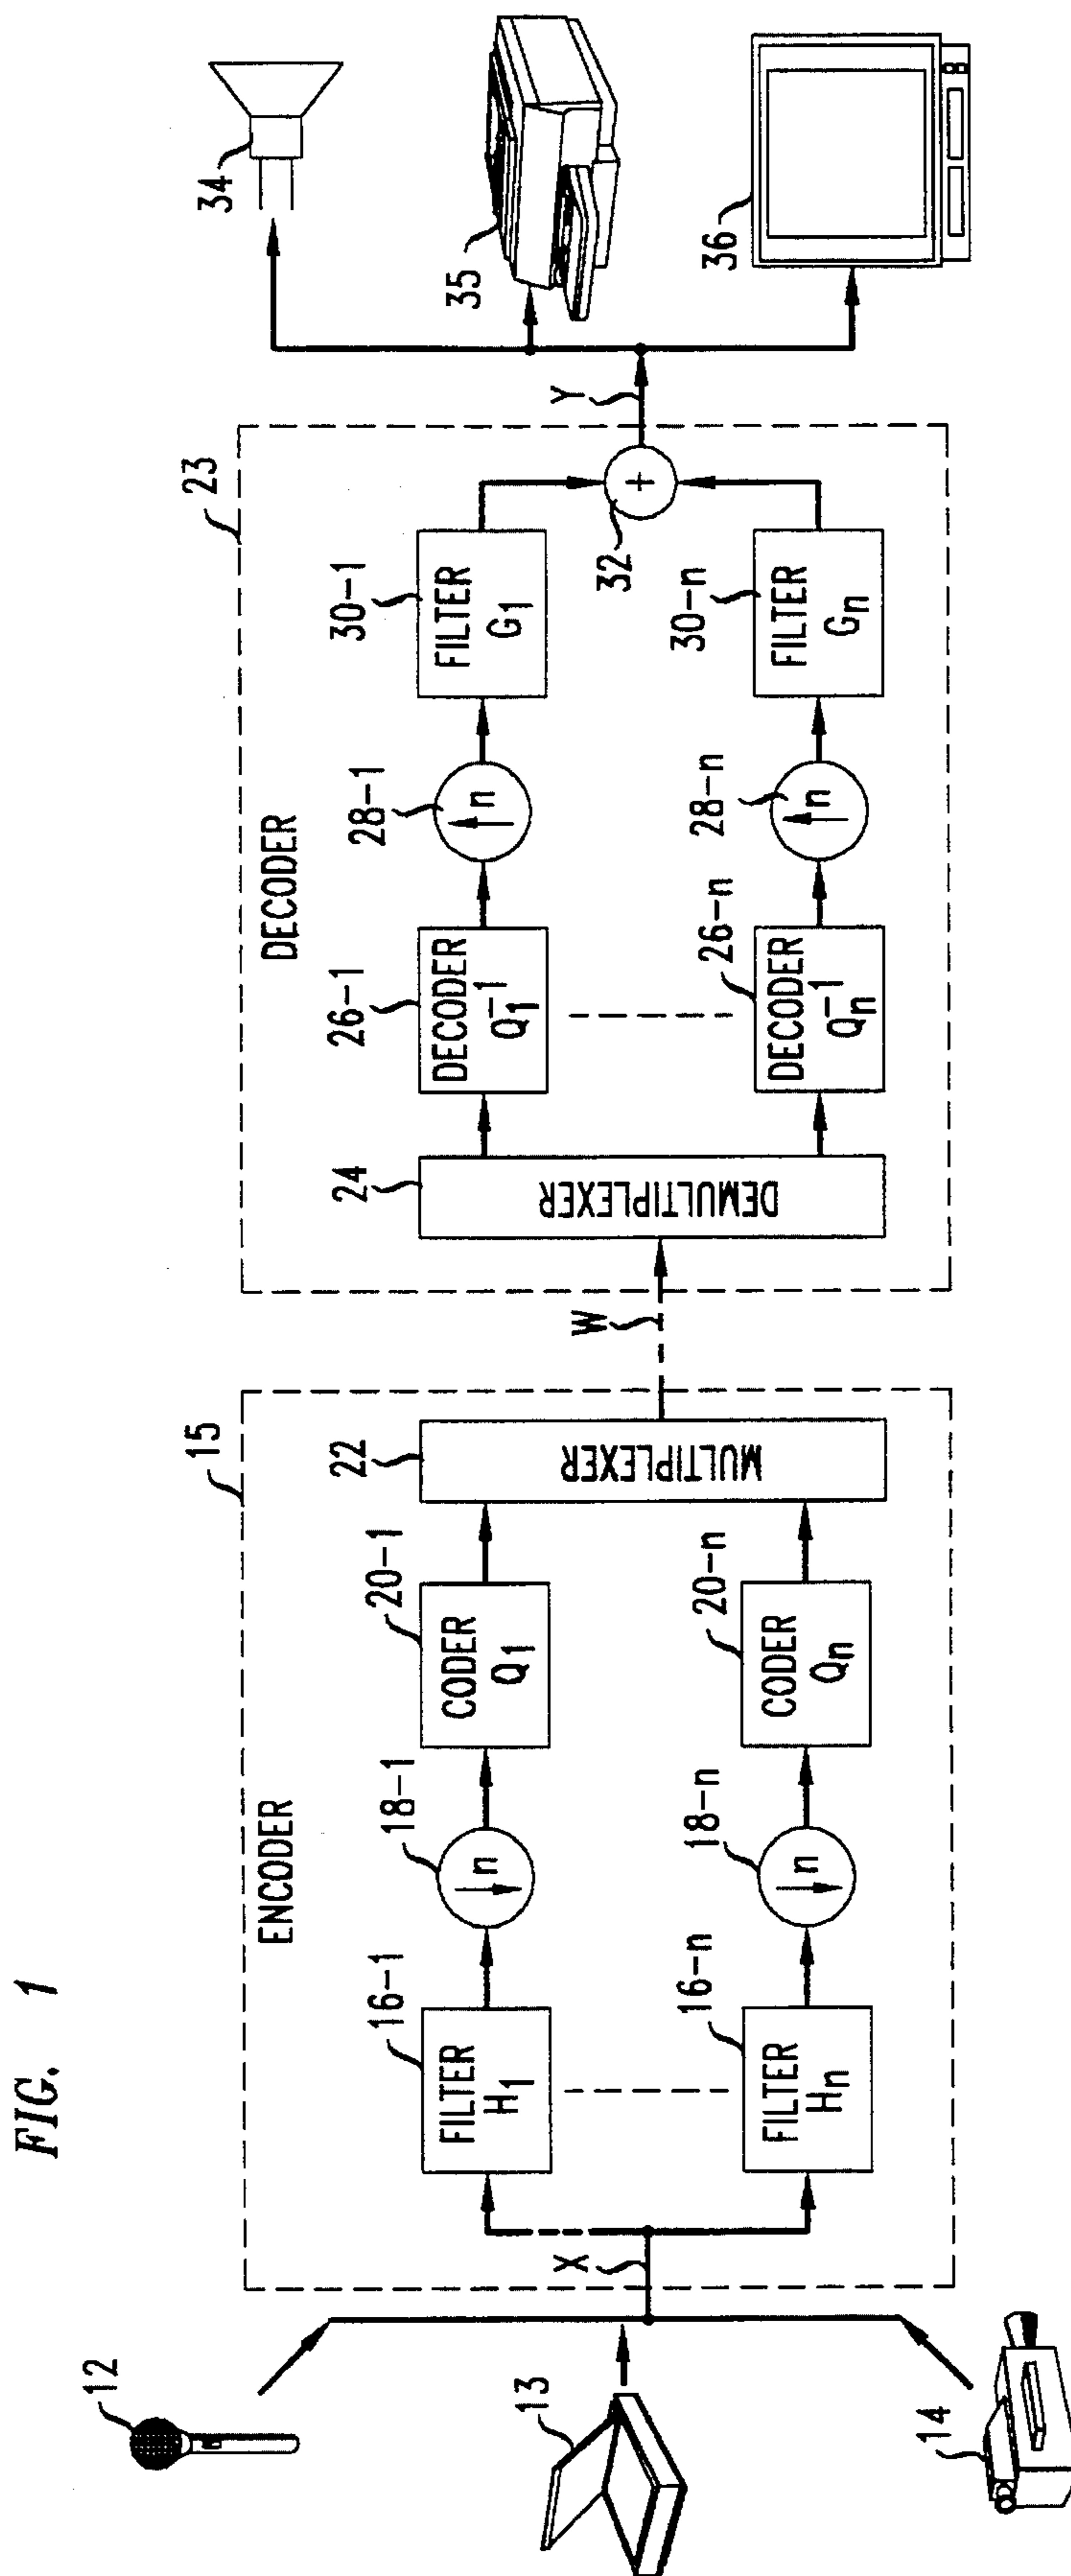 FIG. 1
12
13
14
X
ENCODER
15
FILTER
H1
16-1
n
18-1
CODER
Q1
20-1
FILTER
Hn
16-n
n
18-n
CODER
Qn
20-n
MULTIPLEXER
22
W
DECODER
23
DEMULTIPLEXER
24
DECODER
Q1-1
26-1
n
28-1
FILTER
G1
30-1
DECODER
Qn-1
26-n
n
28-n
FILTER
Gn
30-n
+
32
Y
34
35
36